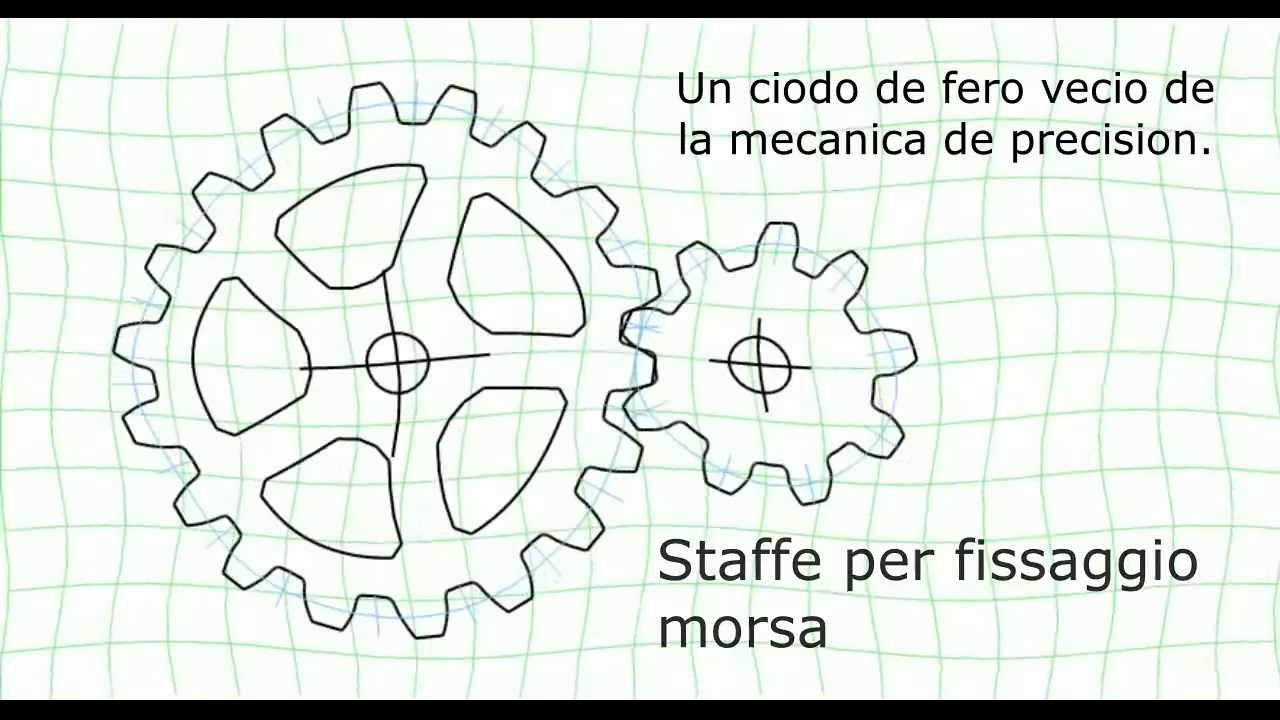 Un ciodo de fero vecio de
la mecanica de precision.
Staffe per fissaggio
morsa